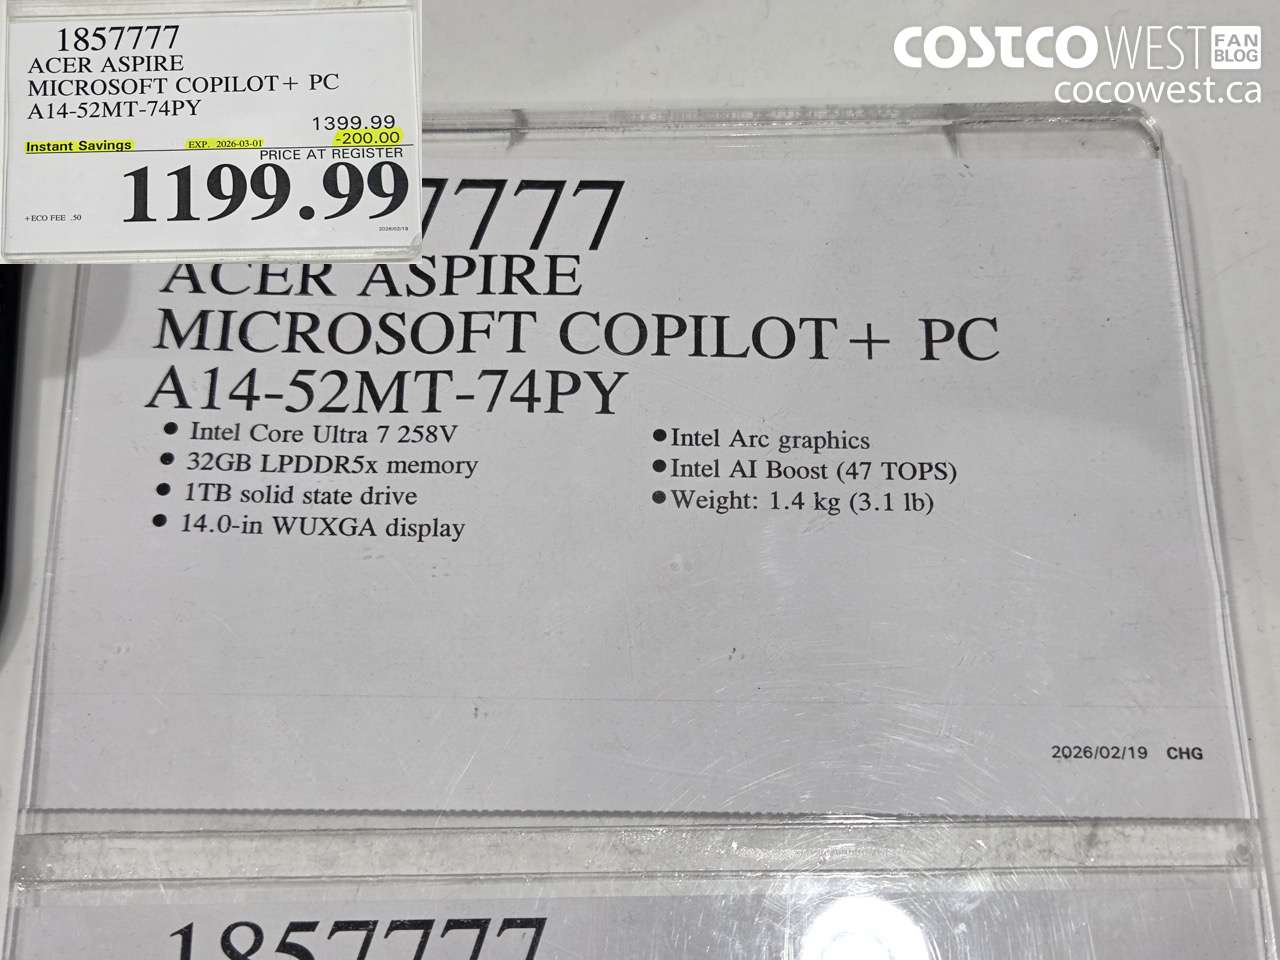 1857777
ACER ASPIRE
MICROSOFT COPILOT+ PC
A14-52MT-74PY
1399.99
Instant Savings EXP. 2026-03-01 -200.00
PRICE AT REGISTER
1199.99
+ECO FEE .50
2026/02/19
COSTCO WEST FAN BLOG
cocowest.ca
7777
ACER ASPIRE
MICROSOFT COPILOT+ PC
A14-52MT-74PY
• Intel Core Ultra 7 258V
• 32GB LPDDR5x memory
• 1TB solid state drive
• 14.0-in WUXGA display
• Intel Arc graphics
• Intel AI Boost (47 TOPS)
• Weight: 1.4 kg (3.1 lb)
2026/02/19 CHG
1857777